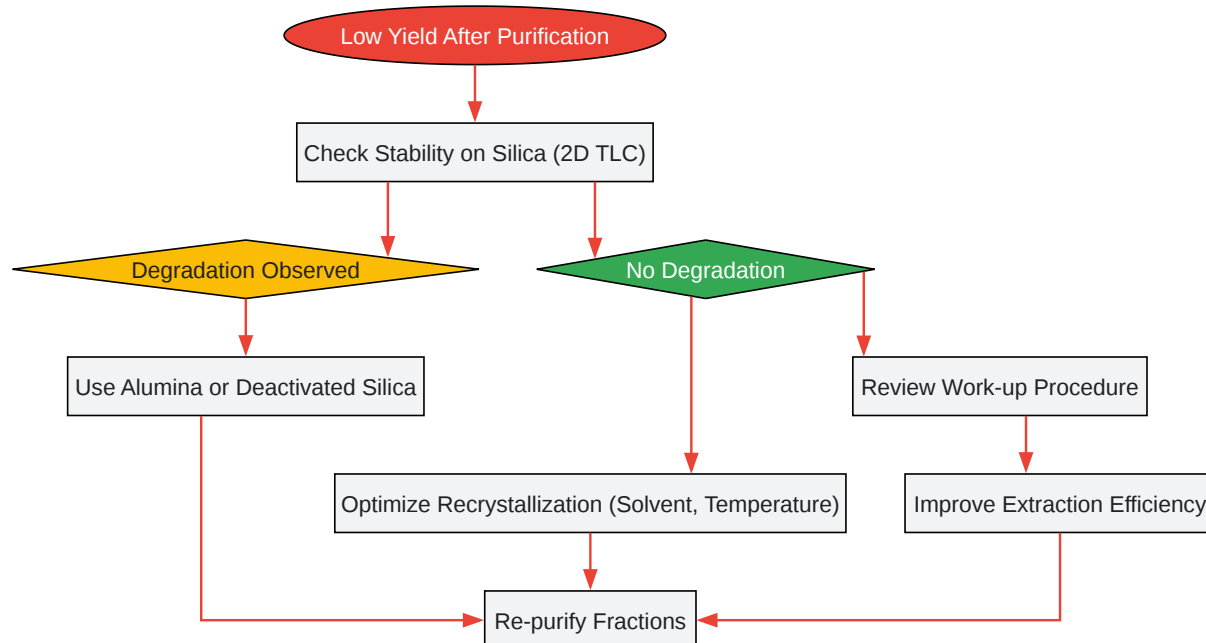 Low Yield After Purification
Check Stability on Silica (2D TLC)
Degradation Observed
No Degradation
Use Alumina or Deactivated Silica
Review Work-up Procedure
Optimize Recrystallization (Solvent, Temperature)
Improve Extraction Efficiency
Re-purify Fractions